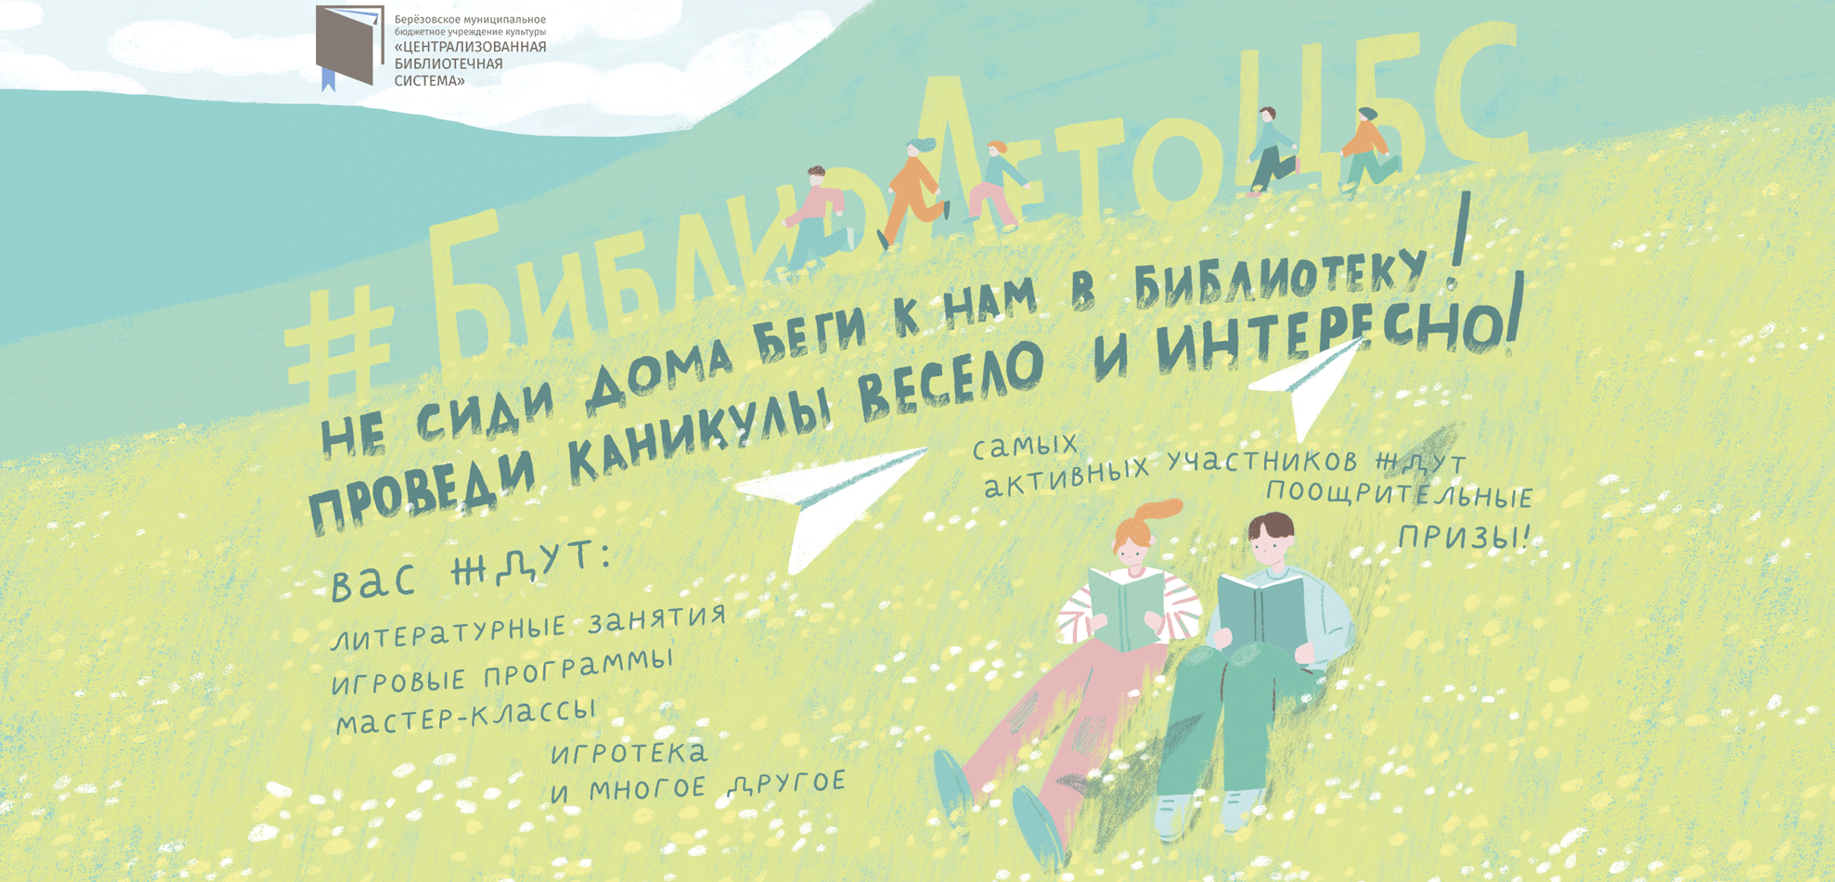 Берёзовское муниципальное
бюджетное учреждение культуры
«ЦЕНТРАЛИЗОВАННАЯ
БИБЛИОТЕЧНАЯ
СИСТЕМА»
#БиблиоЛетоЦБС
НЕ СИДИ ДОМА БЕГИ К НАМ В БИБЛИОТЕКУ!
ПРОВЕДИ КАНИКУЛЫ ВЕСЕЛО И ИНТЕРЕСНО!
самых
активных участников ждут
поощрительные
призы!
вас ждут:
литературные занятия
игровые программы
мастер-классы
игротека
и многое другое